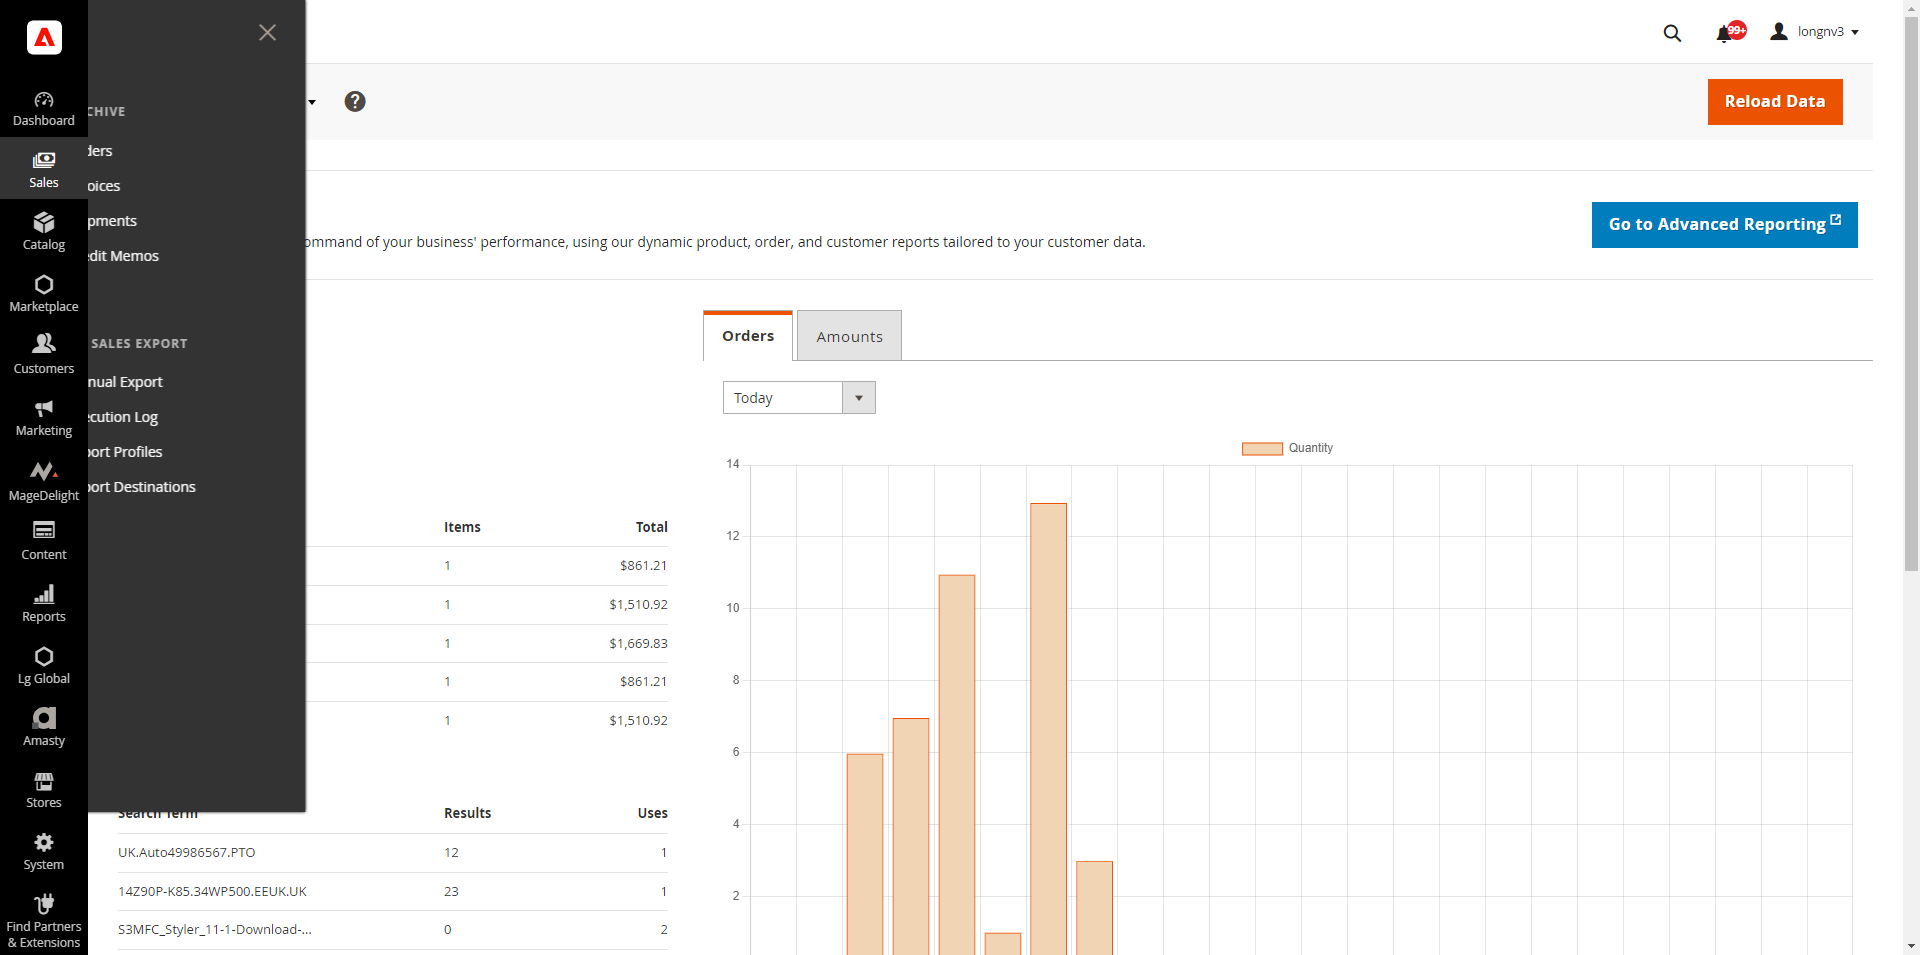 99+
longnv3
Reload Data
Dashboard
Sales
Catalog
Marketplace
Customers
Marketing
MageDelight
Content
Reports
Lg Global
Amasty
Stores
System
Find Partners
& Extensions
CHIVE
ders
oices
pments
edit Memos
SALES EXPORT
nual Export
ecution Log
port Profiles
port Destinations
ommand of your business' performance, using our dynamic product, order, and customer reports tailored to your customer data.
Go to Advanced Reporting
Items Total
1 $861.21
1 $1,510.92
1 $1,669.83
1 $861.21
1 $1,510.92
Search Term Results Uses
UK.Auto49986567.PTO 12 1
14Z90P-K85.34WP500.EEUK.UK 23 1
S3MFC_Styler_11-1-Download-... 0 2
Orders Amounts
Today
Quantity
14
12
10
8
6
4
2